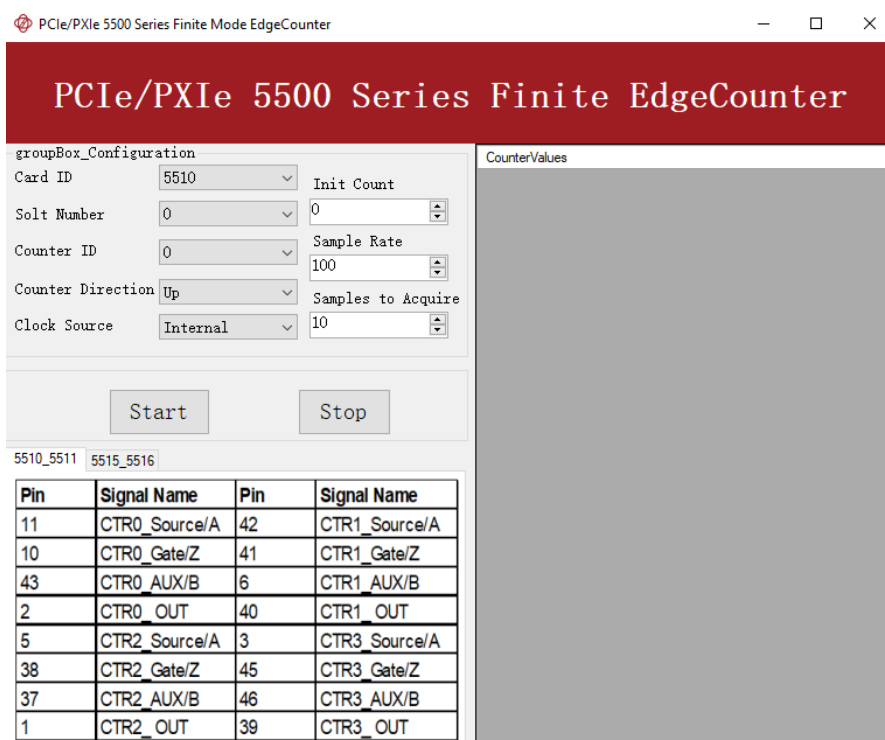 PCIe/PXIe 5500 Series Finite Mode EdgeCounter
PCIe/PXIe 5500 Series Finite EdgeCounter
groupBox_Configuration
Card ID 5510
Solt Number 0
Counter ID 0
Counter Direction Up
Clock Source Internal
Init Count
0
Sample Rate
100
Samples to Acquire
10
CounterValues
Start Stop
5510_5511 5515_5516
Pin Signal Name Pin Signal Name
11 CTR0_Source/A 42 CTR1_Source/A
10 CTR0_Gate/Z 41 CTR1_Gate/Z
43 CTR0_AUX/B 6 CTR1_AUX/B
2 CTR0_OUT 40 CTR1_OUT
5 CTR2_Source/A 3 CTR3_Source/A
38 CTR2_Gate/Z 45 CTR3_Gate/Z
37 CTR2_AUX/B 46 CTR3_AUX/B
1 CTR2_OUT 39 CTR3_OUT